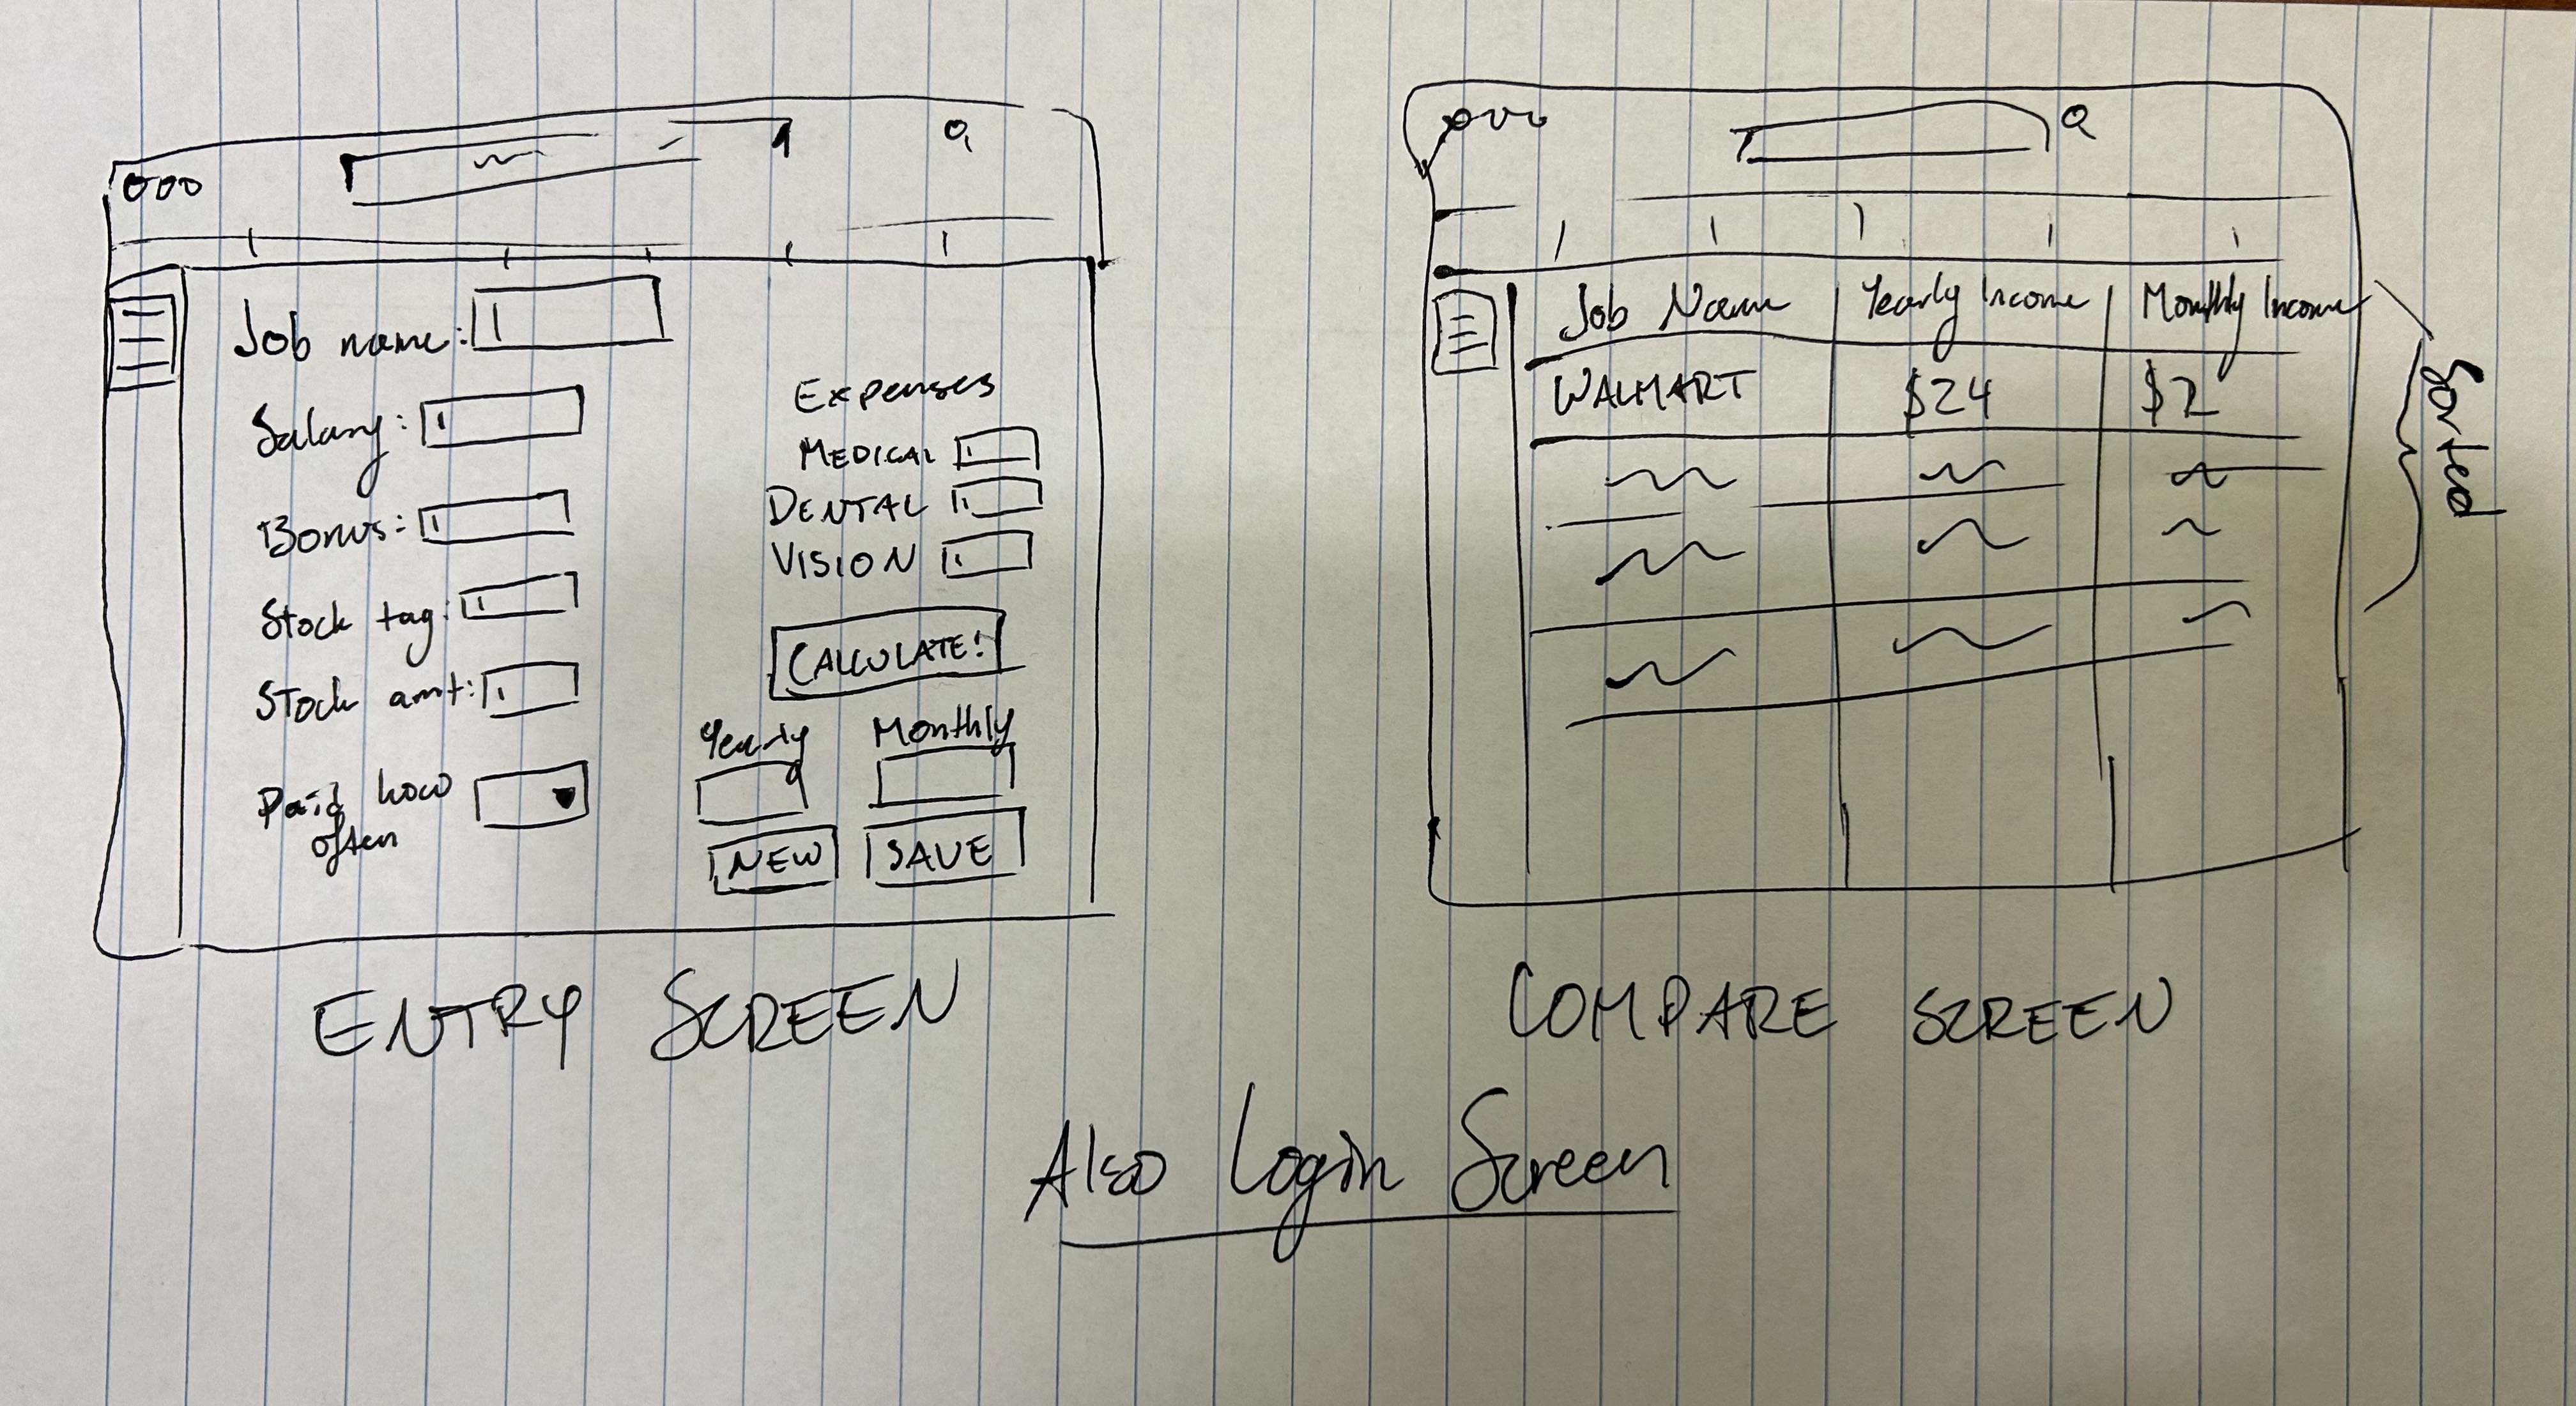 Job name:
Salary:
Bonus:
Stock tag:
Stock amt:
Paid how
often
Expenses
MEDICAL
DENTAL
VISION
CALCULATE!
Yearly Monthly
NEW SAVE
ENTRY SCREEN
Job Name Yearly Income Monthly Income
WALMART $24 $2
Sorted
COMPARE SCREEN
Also Login Screen